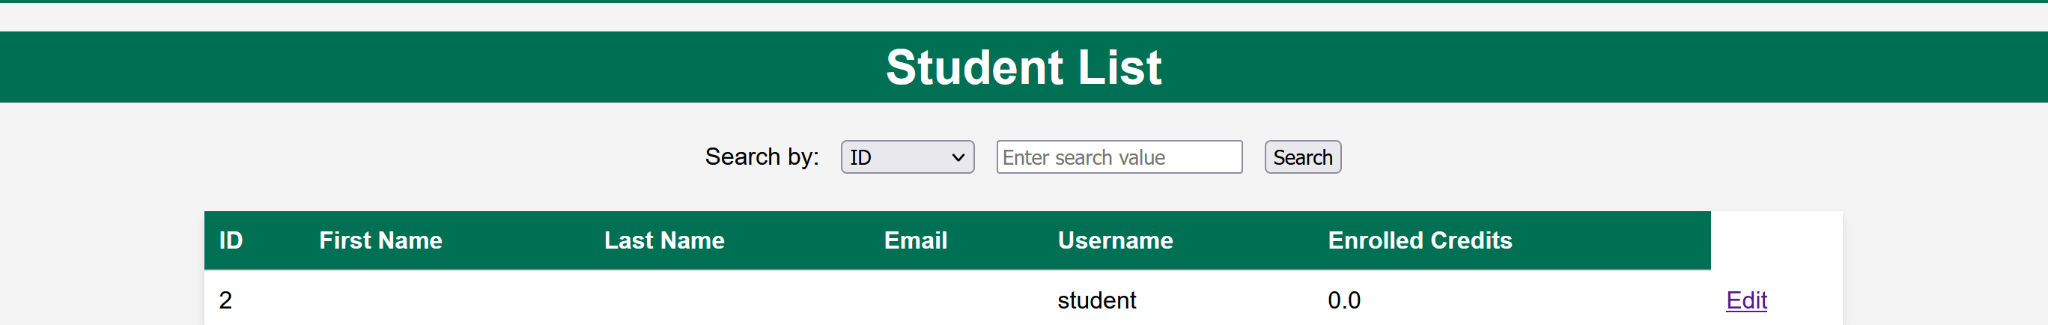 Student List
Search by: ID Enter search value Search
ID First Name Last Name Email Username Enrolled Credits
2 student 0.0 Edit